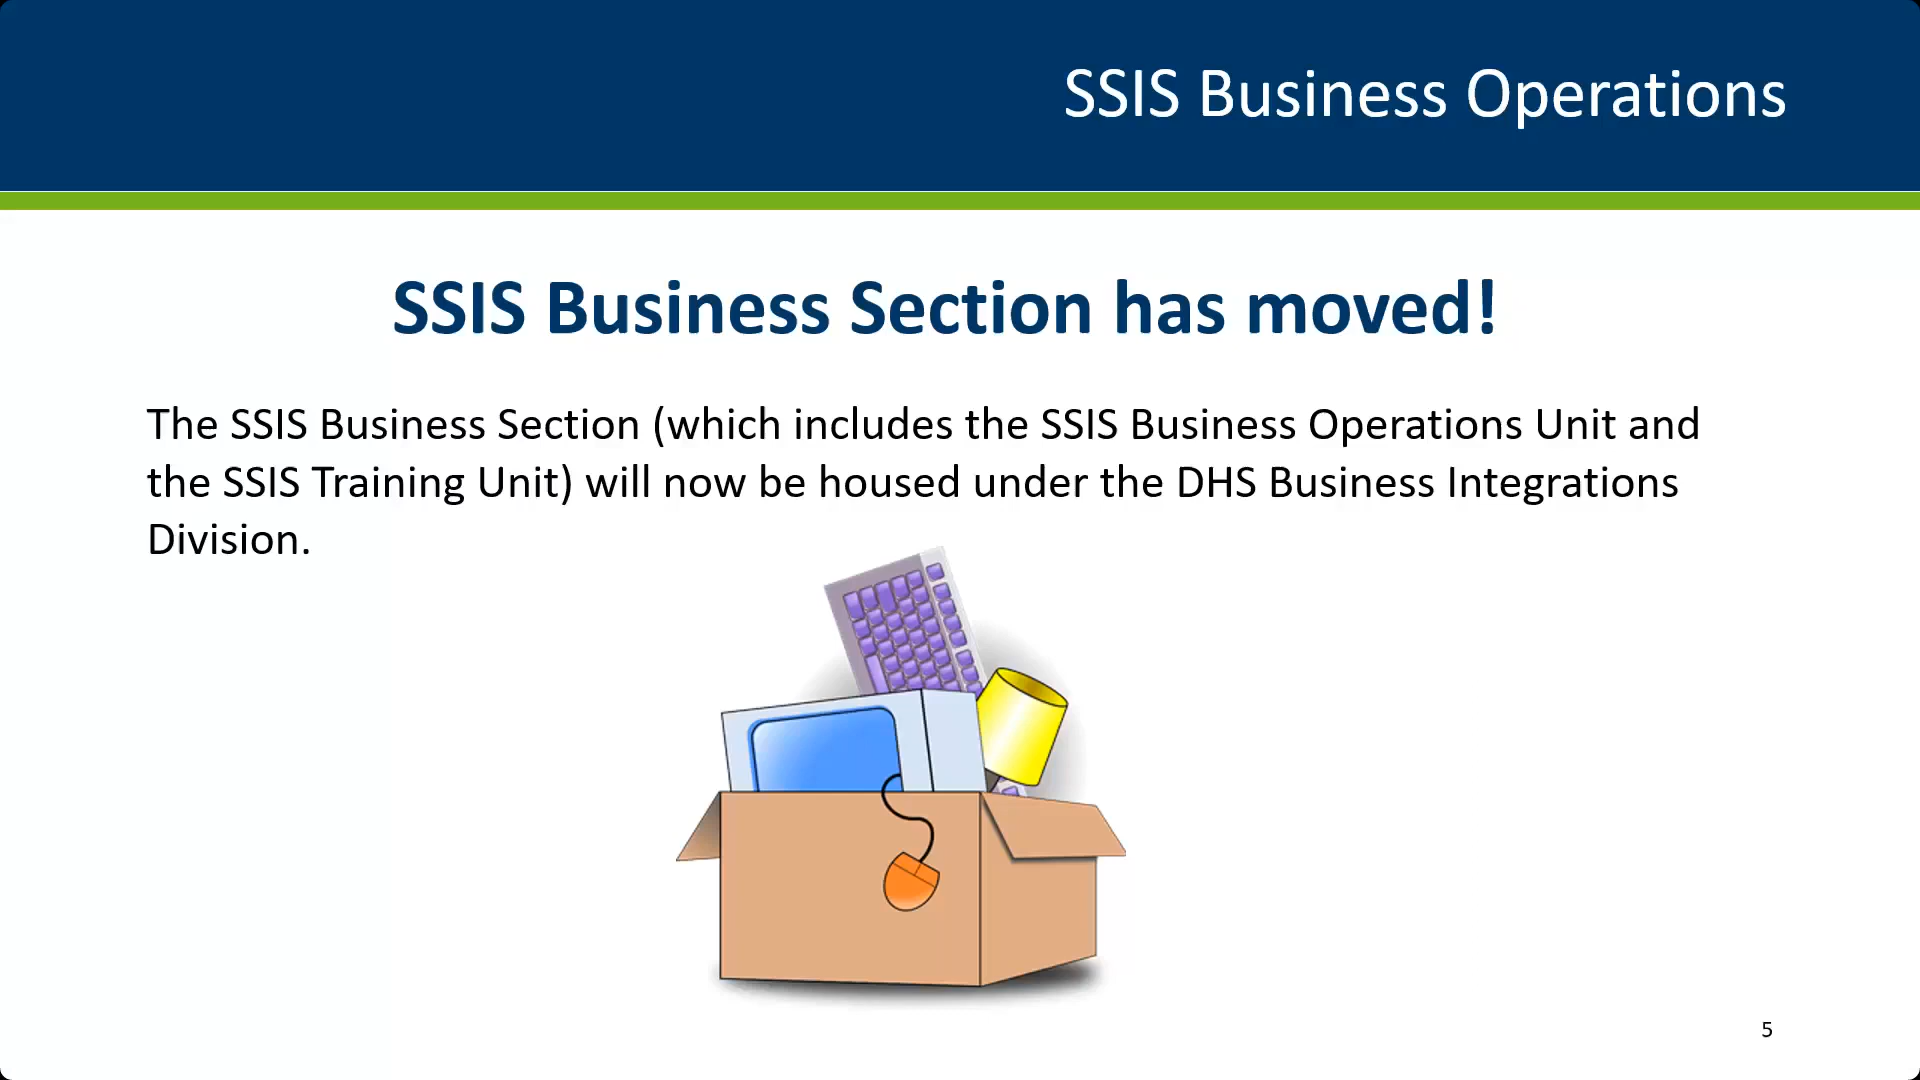 SSIS Business Operations
SSIS Business Section has moved!
The SSIS Business Section (which includes the SSIS Business Operations Unit and
the SSIS Training Unit) will now be housed under the DHS Business Integrations
Division.
5